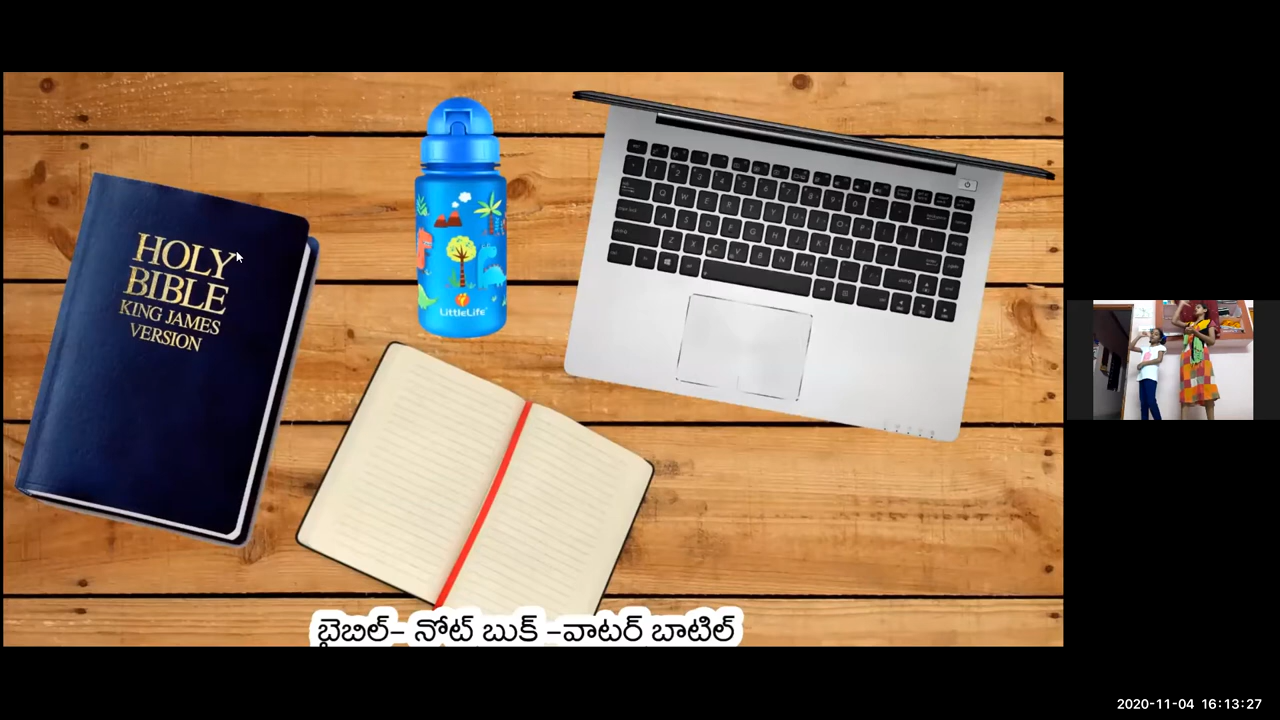 HOLY
BIBLE
KING JAMES
VERSION
LittleLife
బైబిల్– నోట్ బుక్ –వాటర్ బాటిల్
2020-11-04 16:13:27